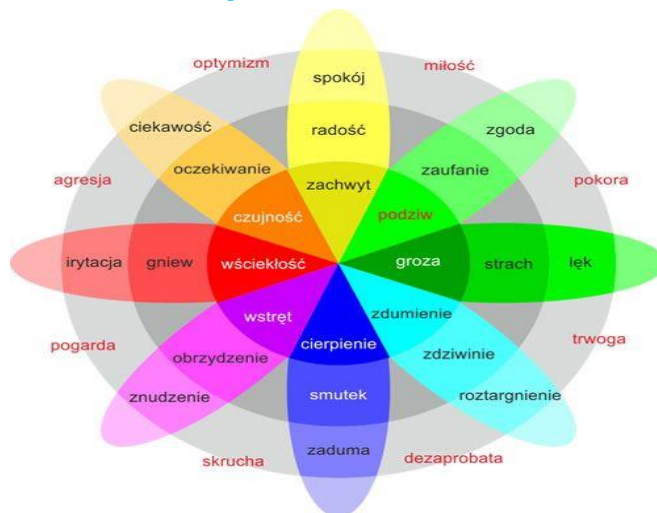 optymizm
spokój
miłość
ciekawość
radość
zgoda
oczekiwanie
zaufanie
agresja
zachwyt
pokora
czujność
podziw
irytacja
gniew
wściekłość
groza
strach
lęk
wstręt
zdumienie
pogarda
cierpienie
trwoga
obrzydzenie
zdziwinie
znudzenie
smutek
roztargnienie
zaduma
skrucha
dezaprobata